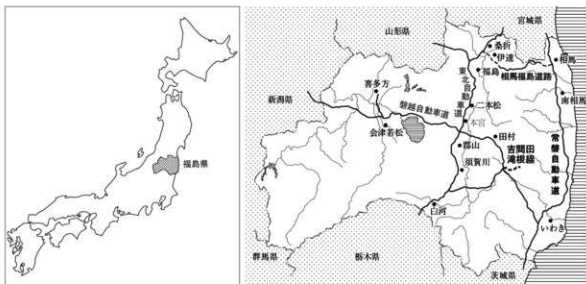 福島県
宮城県
山形県
新潟県
群馬県
栃木県
茨城県
桑折
伊達
福島
相馬
相馬福島道路
南相馬
東北自動車道
二本松
本宮
喜多方
磐越自動車道
会津若松
田村
郡山
吉間田
滝根線
常磐自動車道
須賀川
白河
いわき